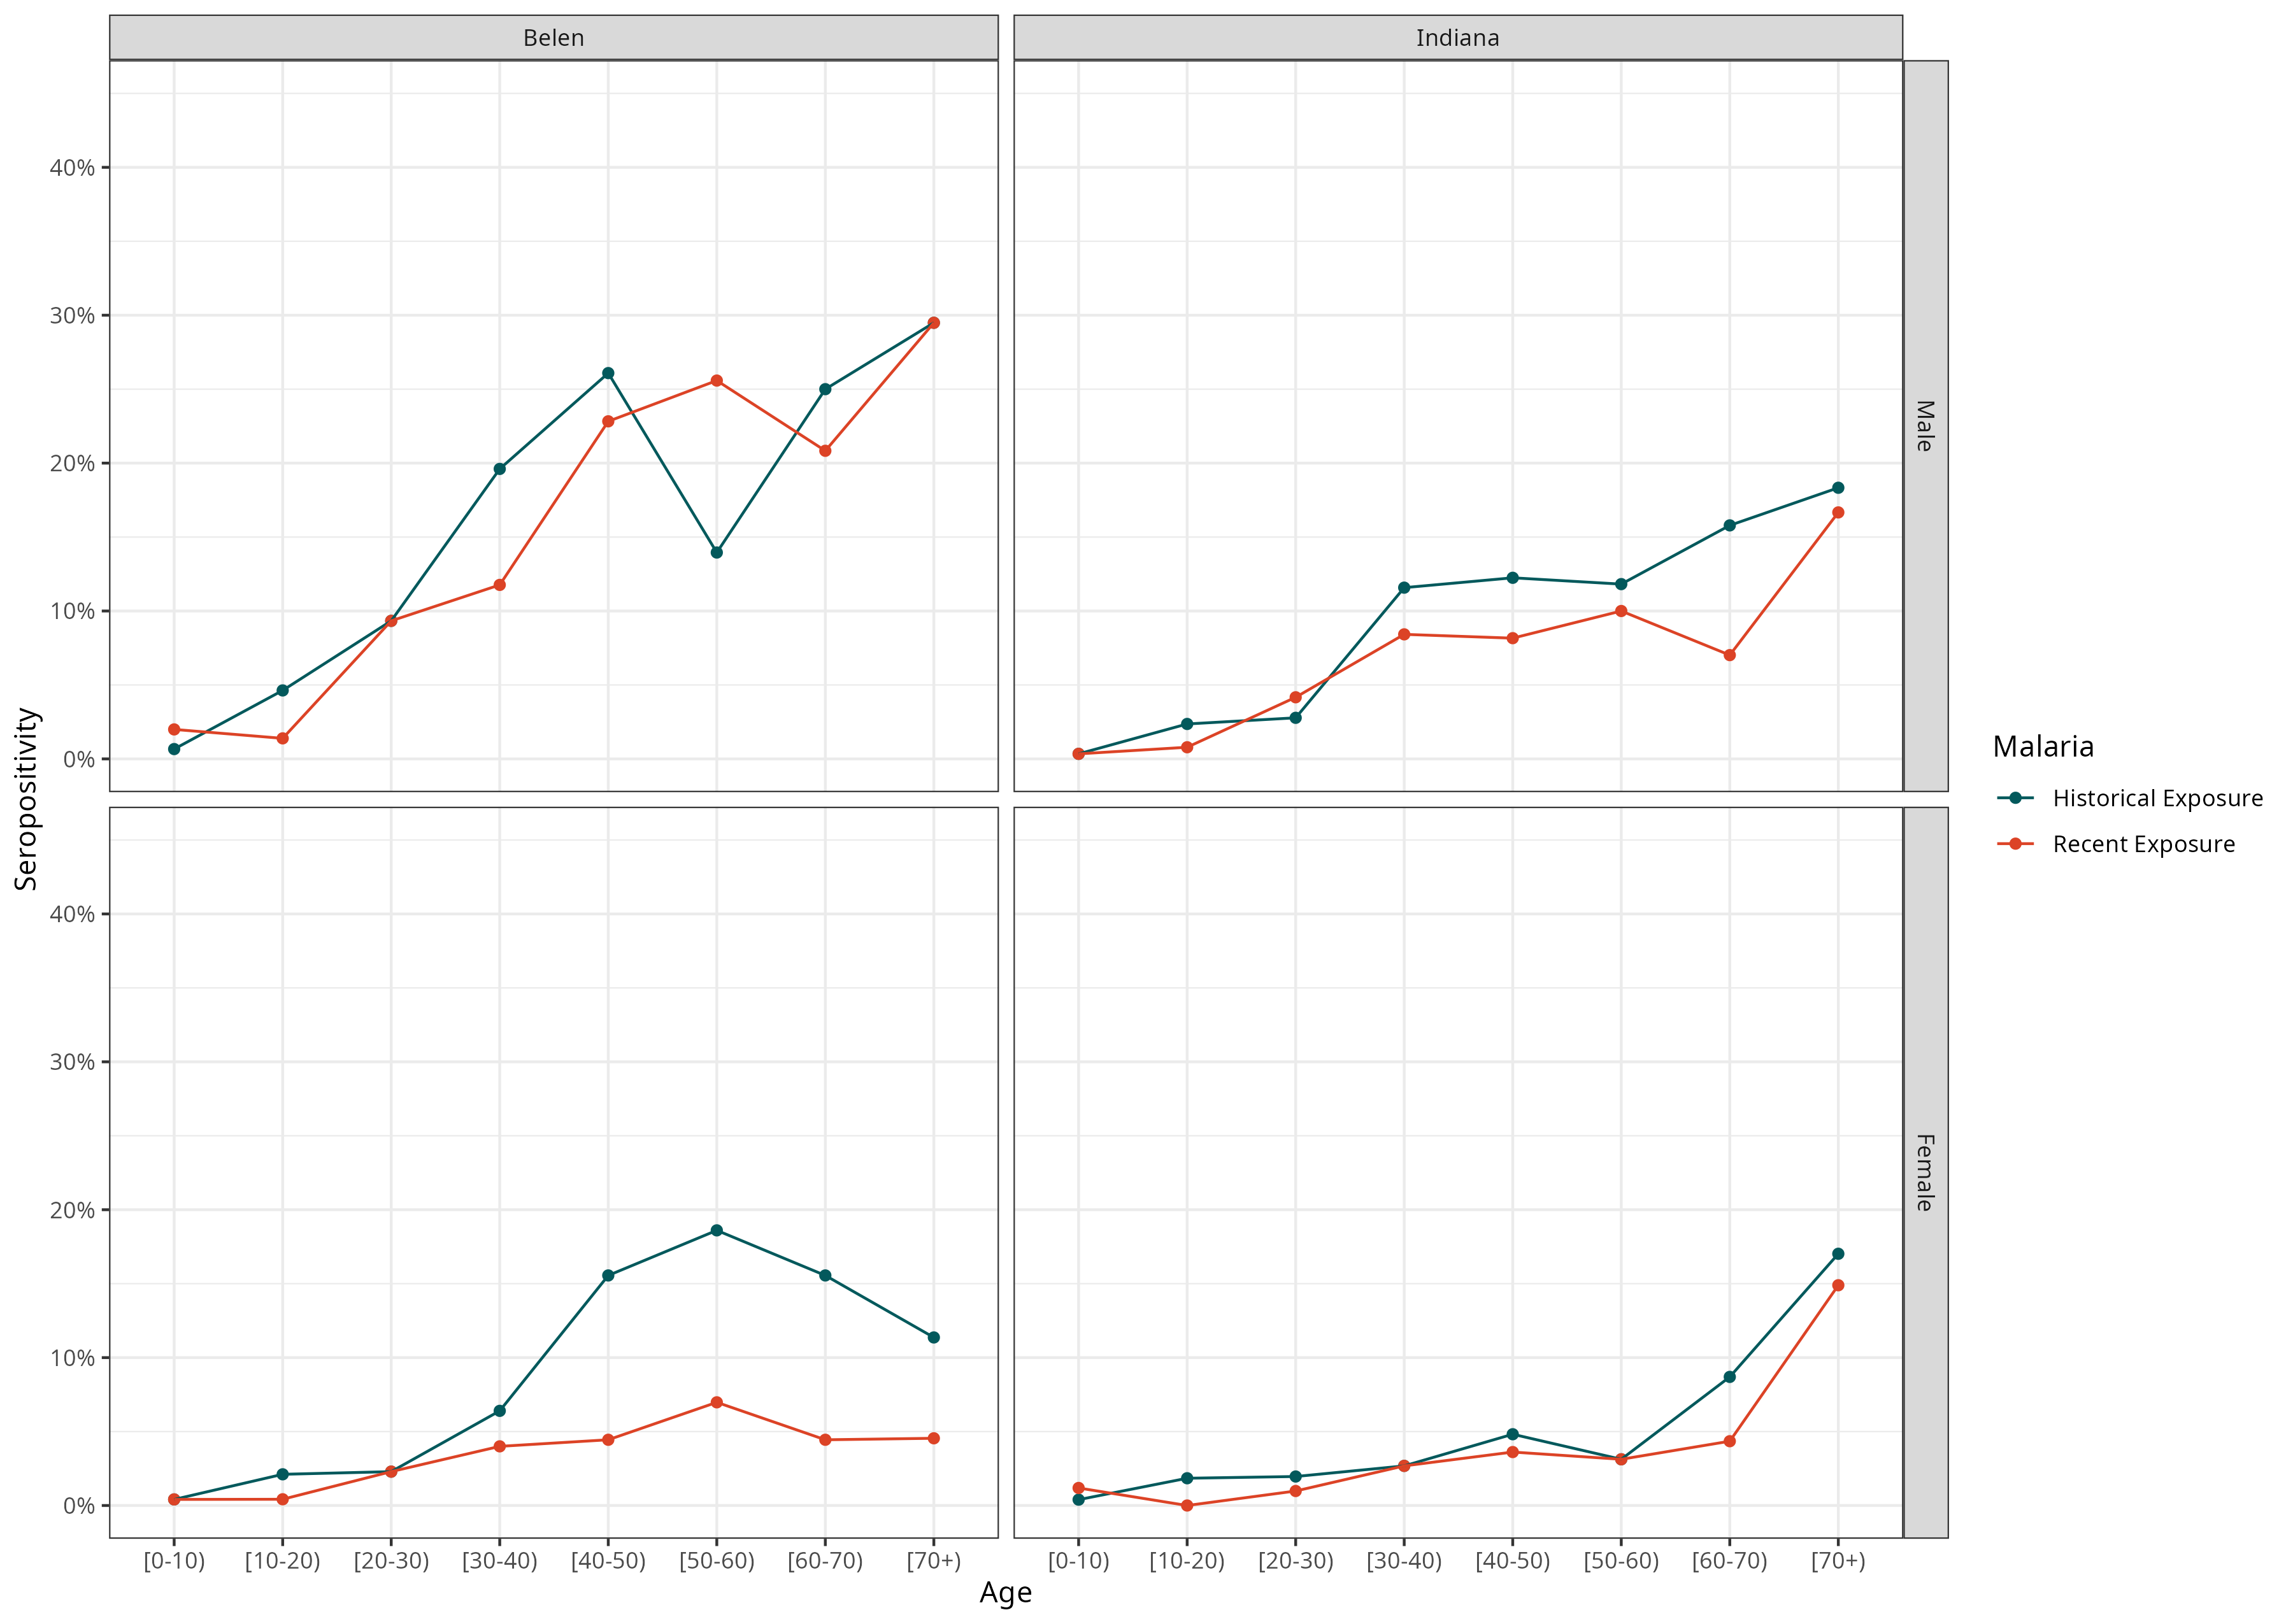 Belen
Indiana
40%
30%
20%
10%
0%
Male
40%
30%
20%
10%
0%
Female
Seropositivity
[0-10) [10-20) [20-30) [30-40) [40-50) [50-60) [60-70) [70+)
[0-10) [10-20) [20-30) [30-40) [40-50) [50-60) [60-70) [70+)
Age
Malaria
Historical Exposure
Recent Exposure